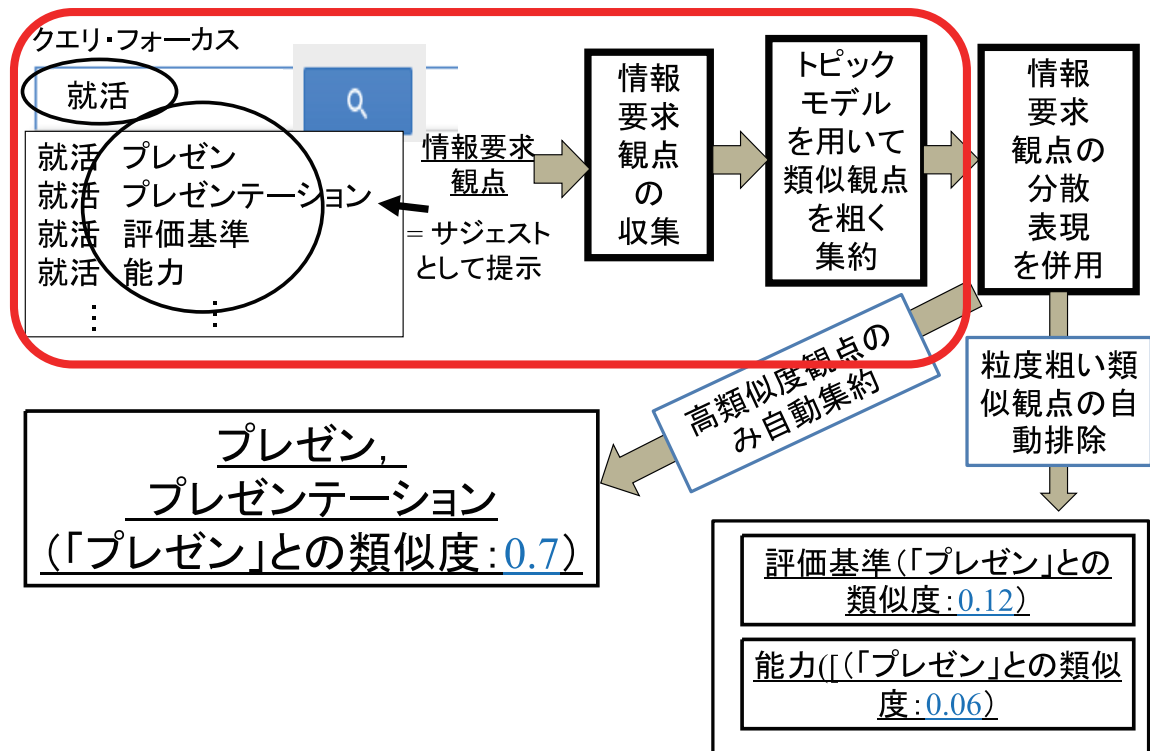 クエリ・フォーカス
就活
就活 プレゼン
就活 プレゼンテーション
就活 評価基準
就活 能力
⋮ ⋮
情報要求
観点
= サジェスト
として提示
情報
要求
観点
の
収集
トピック
モデル
を用いて
類似観点
を粗く
集約
情報
要求
観点の
分散
表現
を併用
高類似度観点の
み自動集約
粒度粗い類
似観点の自
動排除
プレゼン,
プレゼンテーション
(「プレゼン」との類似度:0.7)
評価基準(「プレゼン」との
類似度:0.12)
能力([(「プレゼン」との類似
度:0.06)